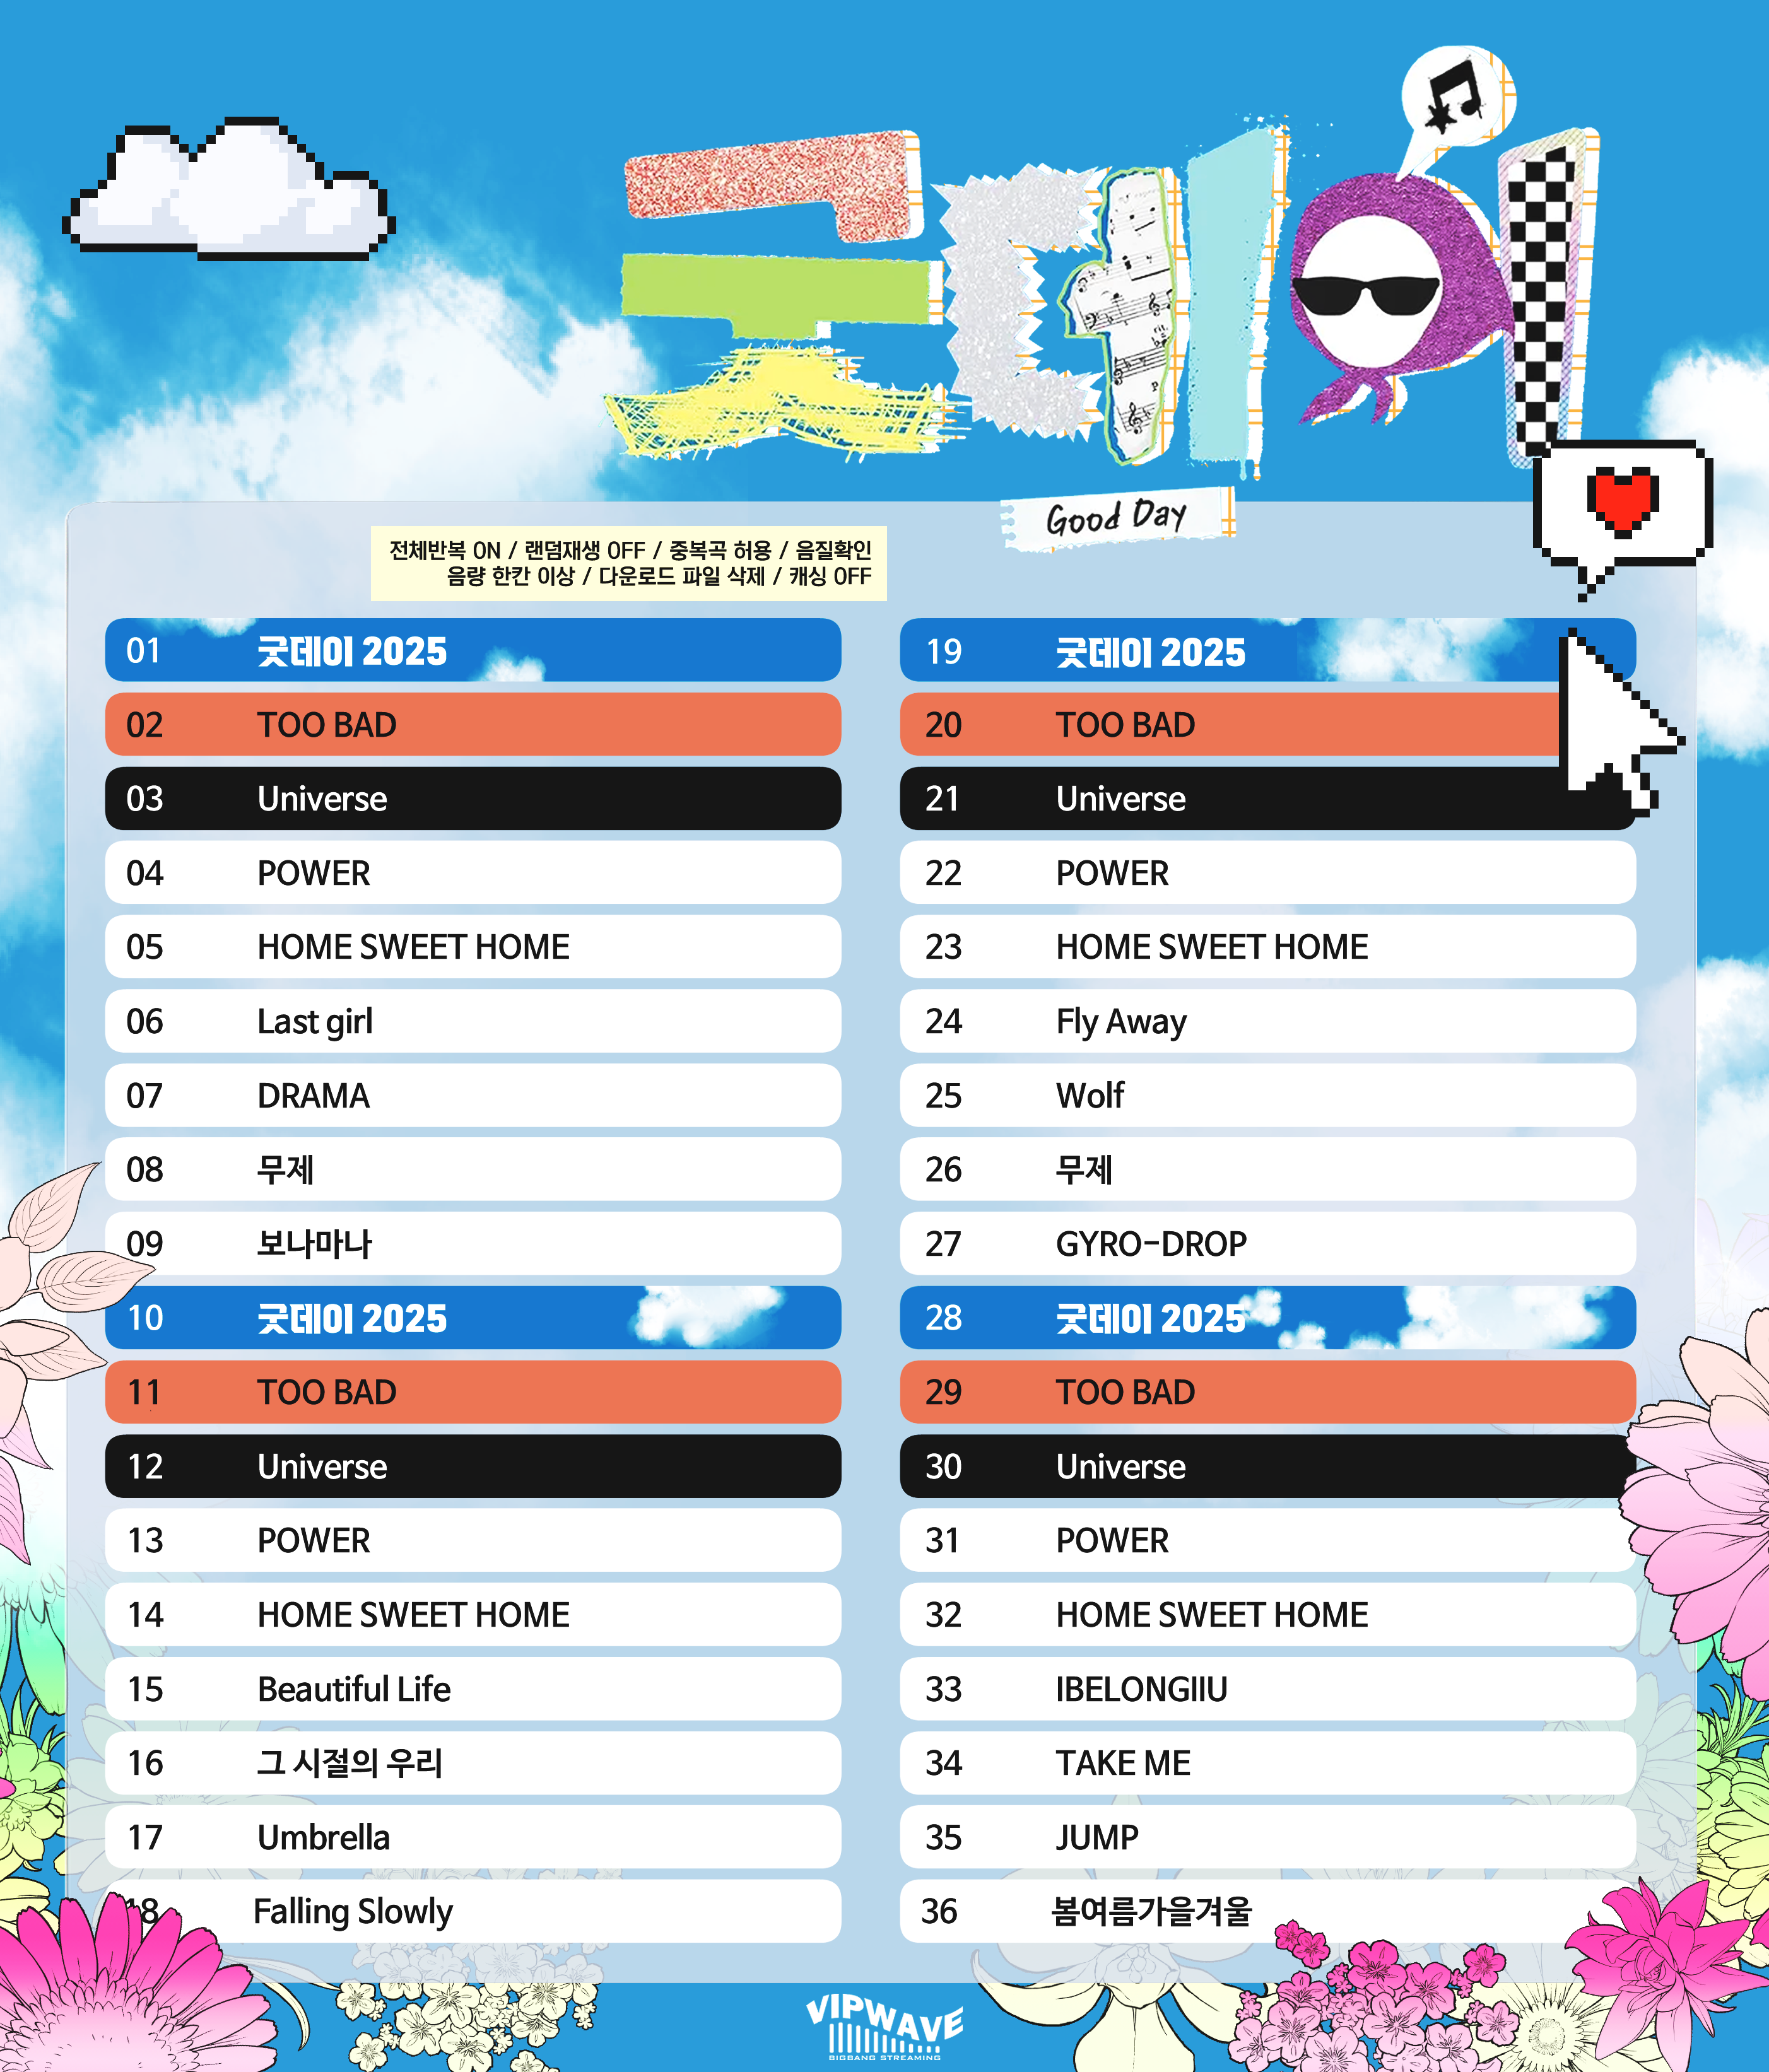 굿데이
Good Day
전체반복 ON / 랜덤재생 OFF / 중복곡 허용 / 음질확인
음량 한칸 이상 / 다운로드 파일 삭제 / 캐싱 OFF
01 굿데이 2025
02 TOO BAD
03 Universe
04 POWER
05 HOME SWEET HOME
06 Last girl
07 DRAMA
08 무제
09 보나마나
10 굿데이 2025
11 TOO BAD
12 Universe
13 POWER
14 HOME SWEET HOME
15 Beautiful Life
16 그 시절의 우리
17 Umbrella
18 Falling Slowly
19 굿데이 2025
20 TOO BAD
21 Universe
22 POWER
23 HOME SWEET HOME
24 Fly Away
25 Wolf
26 무제
27 GYRO-DROP
28 굿데이 2025
29 TOO BAD
30 Universe
31 POWER
32 HOME SWEET HOME
33 IBELONGIIU
34 TAKE ME
35 JUMP
36 봄여름가을겨울
VIPWAVE
BIGBANG STREAMING